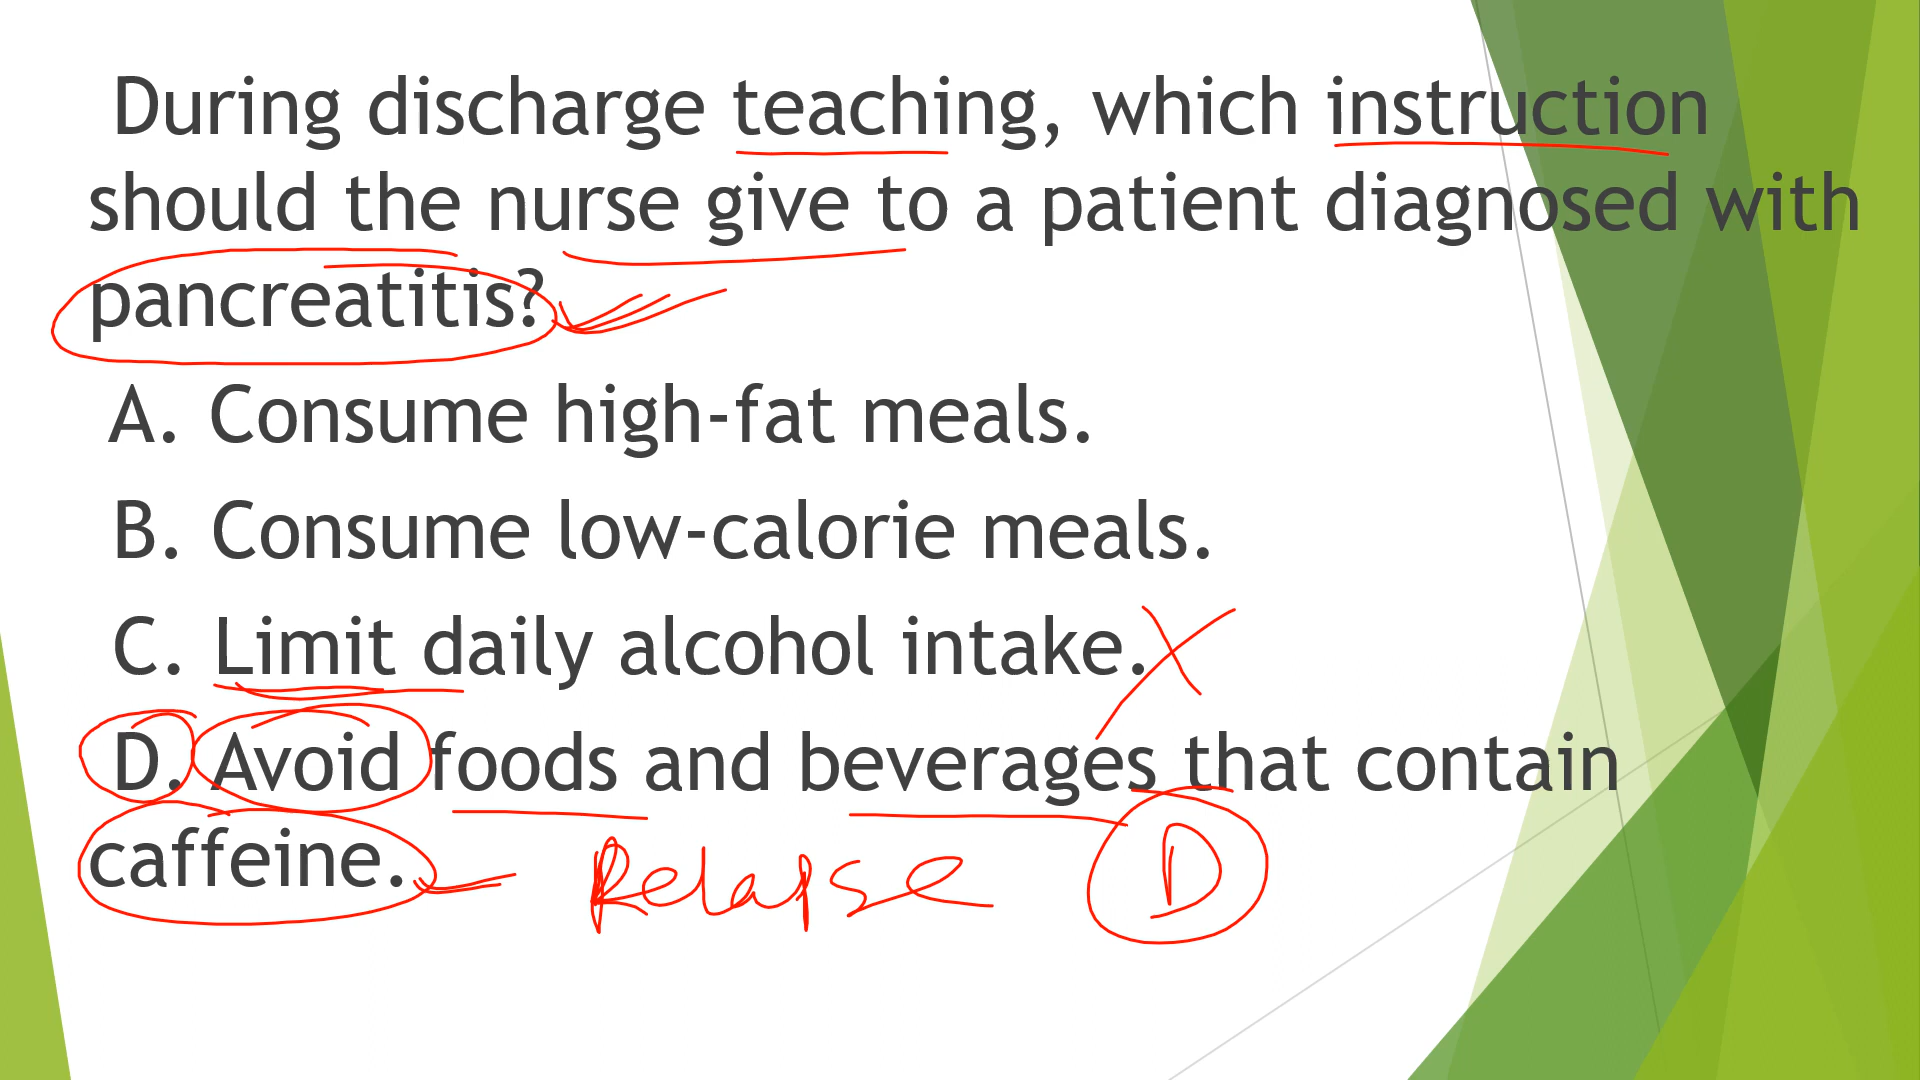 During discharge teaching, which instruction
should the nurse give to a patient diagnosed with
pancreatitis?
A. Consume high-fat meals.
B. Consume low-calorie meals.
C. Limit daily alcohol intake.
D. Avoid foods and beverages that contain
caffeine. Relapse D